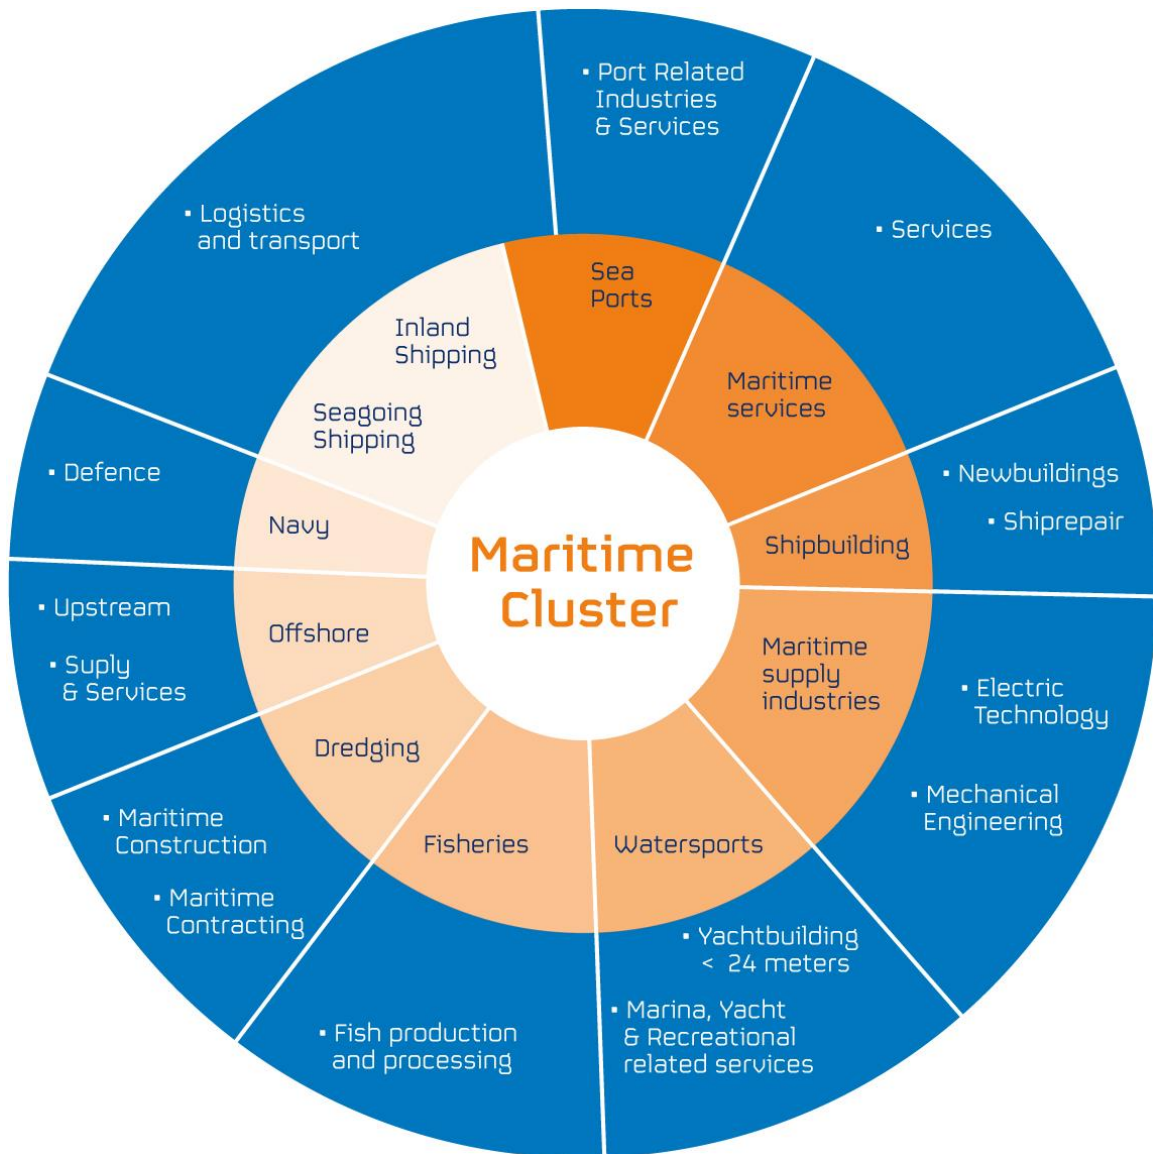 ▪ Port Related
Industries
& Services
▪ Logistics
and transport
▪ Services
Sea
Ports
Inland
Shipping
Maritime
services
Seagoing
Shipping
▪ Defence
▪ Newbuildings
▪ Shiprepair
Navy
Shipbuilding
Maritime
Cluster
▪ Upstream
▪ Suply
& Services
Offshore
Maritime
supply
industries
▪ Electric
Technology
Dredging
▪ Mechanical
Engineering
▪ Maritime
Construction
▪ Maritime
Contracting
Fisheries
Watersports
▪ Yachtbuilding
< 24 meters
▪ Fish production
and processing
▪ Marina, Yacht
& Recreational
related services